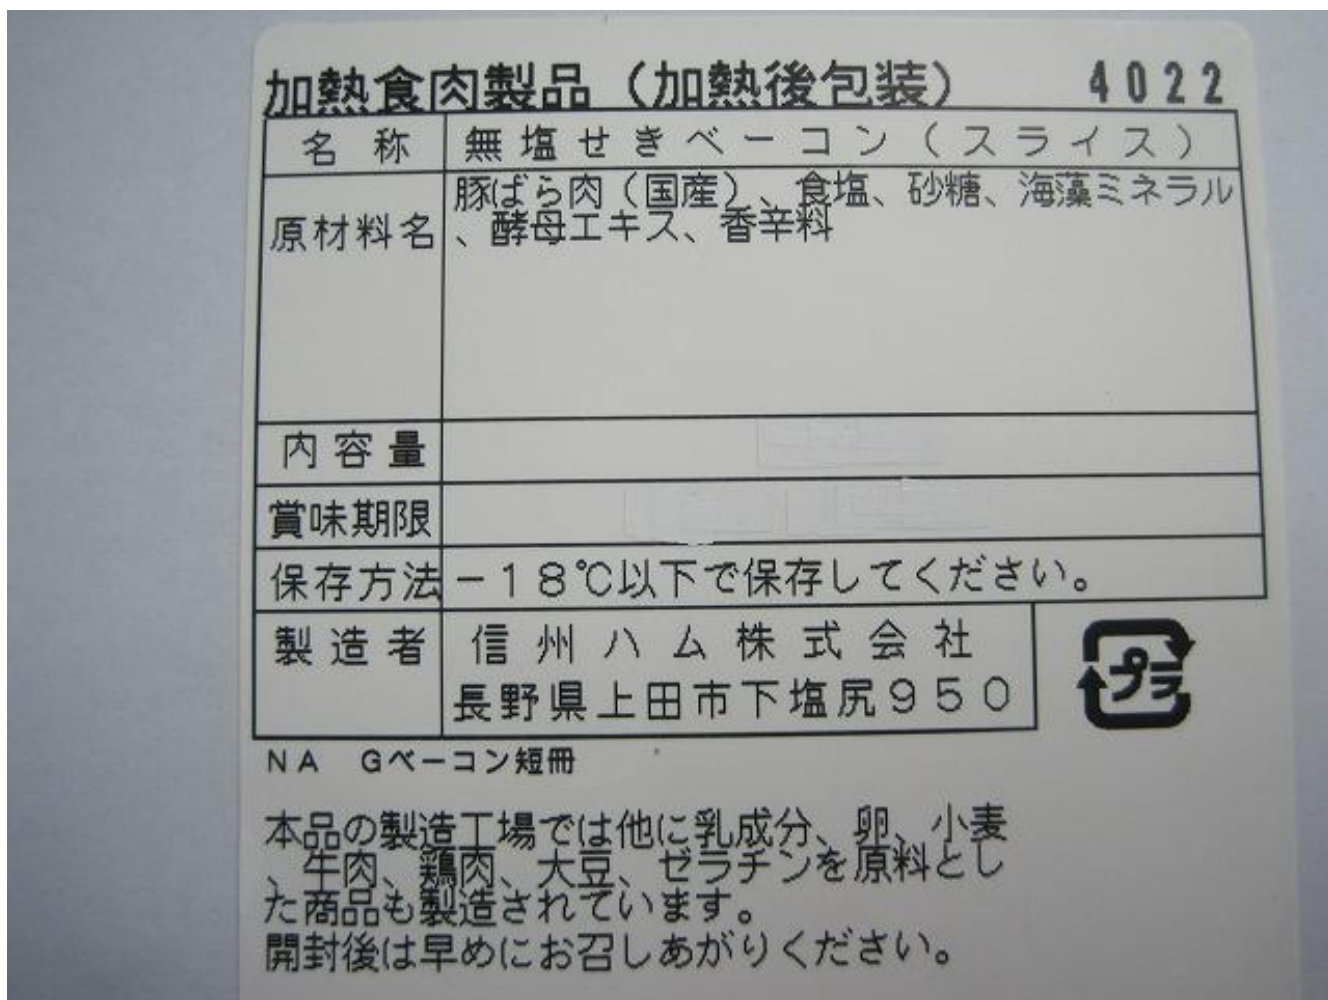 加熱食肉製品（加熱後包装） 4022
名称 無塩せきベーコン（スライス）
原材料名 豚ばら肉（国産）、食塩、砂糖、海藻ミネラル
、酵母エキス、香辛料
内容量
賞味期限
保存方法 －18℃以下で保存してください。
製造者 信州ハム株式会社
長野県上田市下塩尻950
プラ
NA Gベーコン短冊
本品の製造工場では他に乳成分、卵、小麦
、牛肉、鶏肉、大豆、ゼラチンを原料とし
た商品も製造されています。
開封後は早めにお召しあがりください。